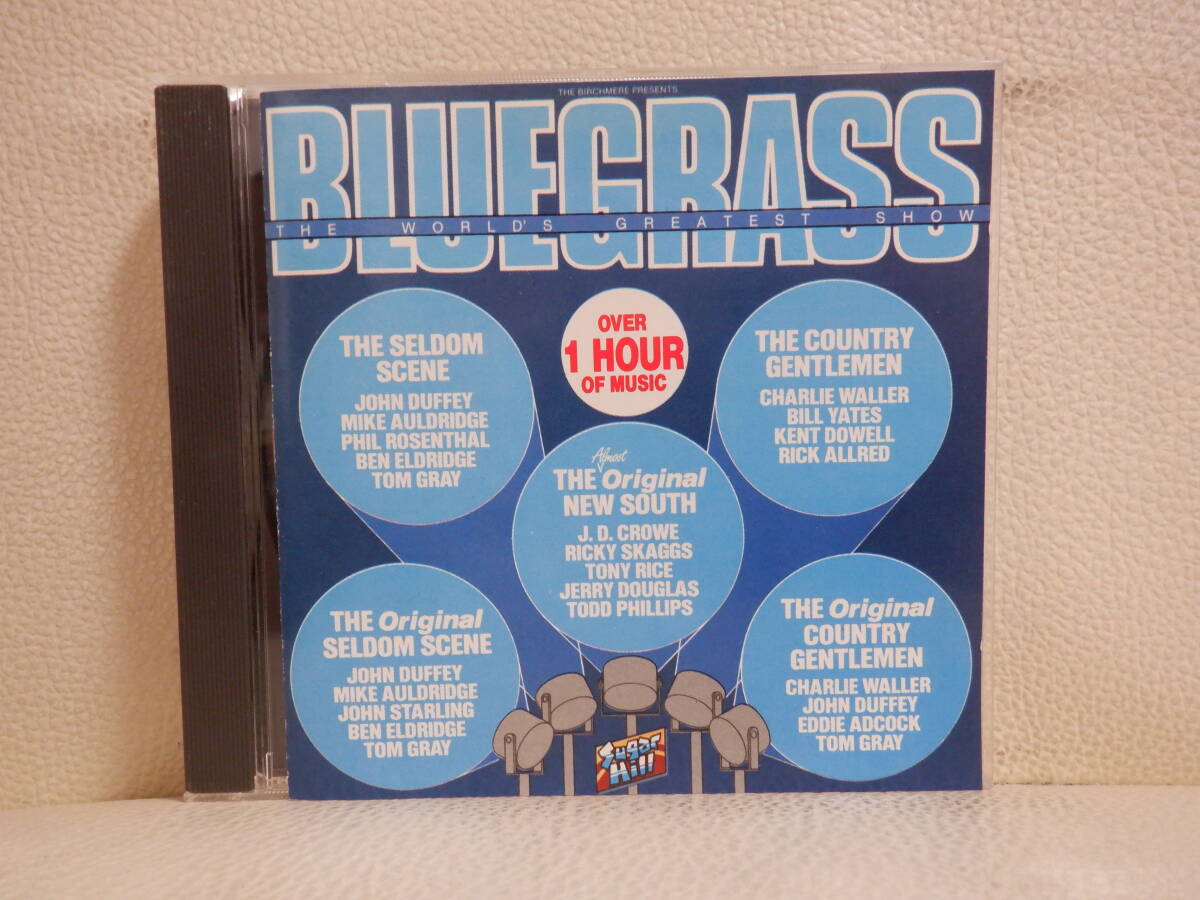 THE BIRCHMERE PRESENTS
BLUEGRASS
THE WORLD'S GREATEST SHOW
THE SELDOM
SCENE
JOHN DUFFEY
MIKE AULDRIDGE
PHIL ROSENTHAL
BEN ELDRIDGE
TOM GRAY
OVER
1 HOUR
OF MUSIC
THE COUNTRY
GENTLEMEN
CHARLIE WALLER
BILL YATES
KENT DOWELL
RICK ALLRED
Almost
THE Original
NEW SOUTH
J. D. CROWE
RICKY SKAGGS
TONY RICE
JERRY DOUGLAS
TODD PHILLIPS
THE Original
SELDOM SCENE
JOHN DUFFEY
MIKE AULDRIDGE
JOHN STARLING
BEN ELDRIDGE
TOM GRAY
THE Original
COUNTRY
GENTLEMEN
CHARLIE WALLER
JOHN DUFFEY
EDDIE ADCOCK
TOM GRAY
Sugar
Hill